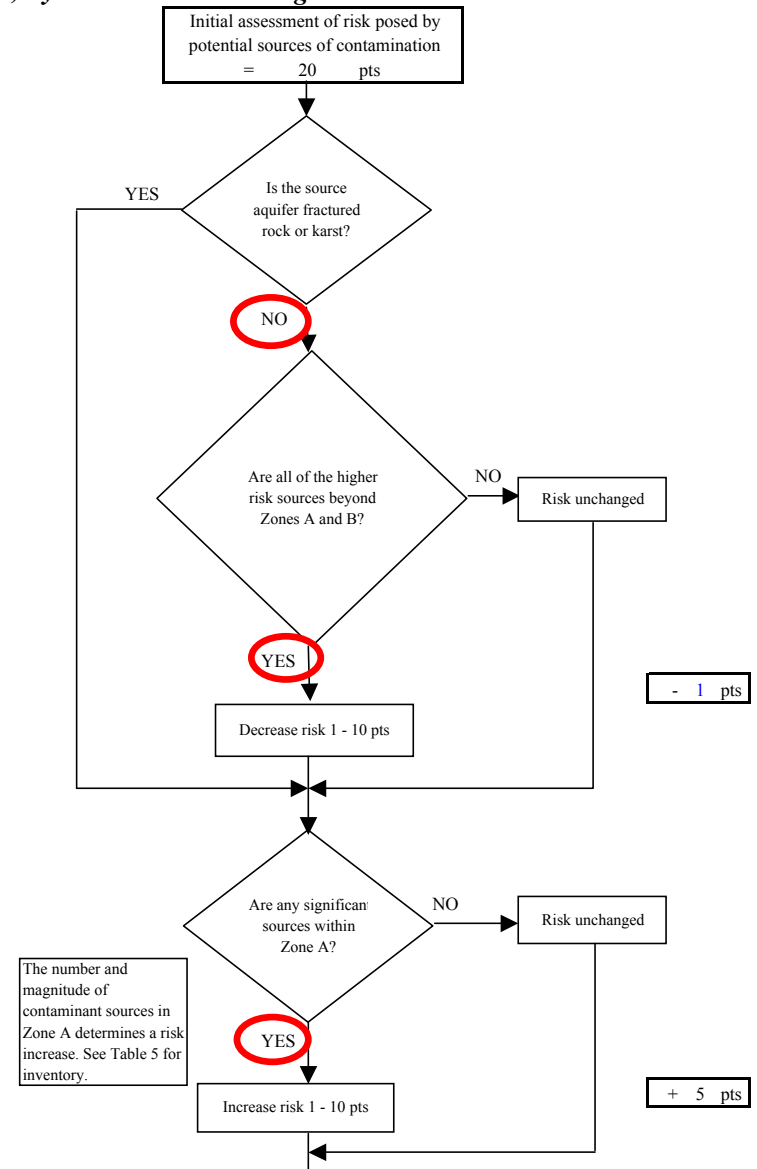 Initial assessment of risk posed by
potential sources of contamination
= 20 pts
YES
Is the source
aquifer fractured
rock or karst?
NO
Are all of the higher
risk sources beyond
Zones A and B?
NO
Risk unchanged
YES
- 1 pts
Decrease risk 1 - 10 pts
Are any significant
sources within
Zone A?
NO
Risk unchanged
The number and
magnitude of
contaminant sources in
Zone A determines a risk
increase. See Table 5 for
inventory.
YES
Increase risk 1 - 10 pts
+ 5 pts